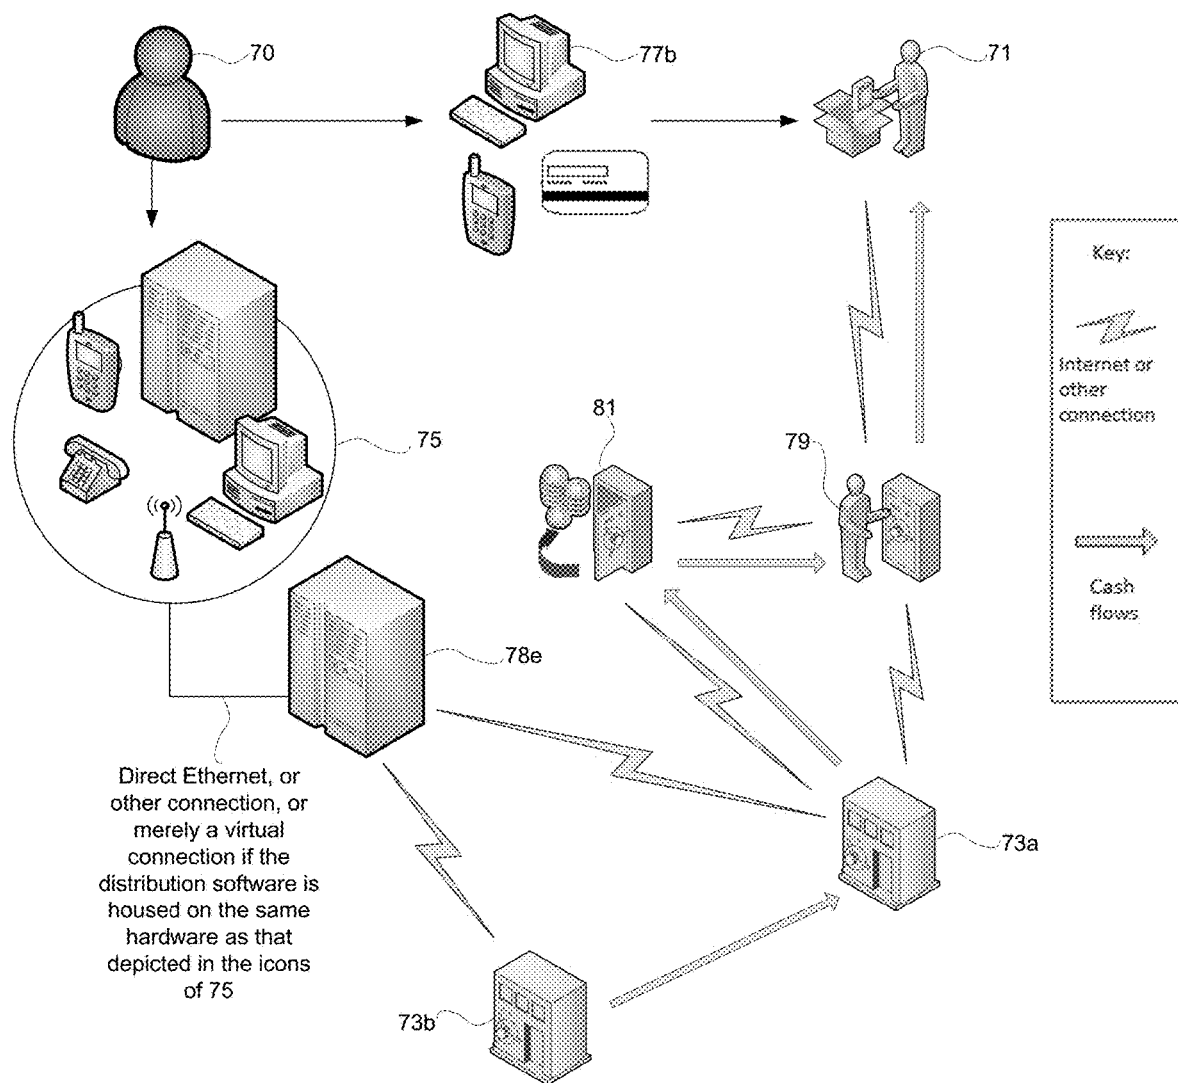 70
77b
71
Key:
Internet or
other
connection
Cash
flows
75
81
79
78e
Direct Ethernet, or
other connection, or
merely a virtual
connection if the
distribution software is
housed on the same
hardware as that
depicted in the icons
of 75
73a
73b